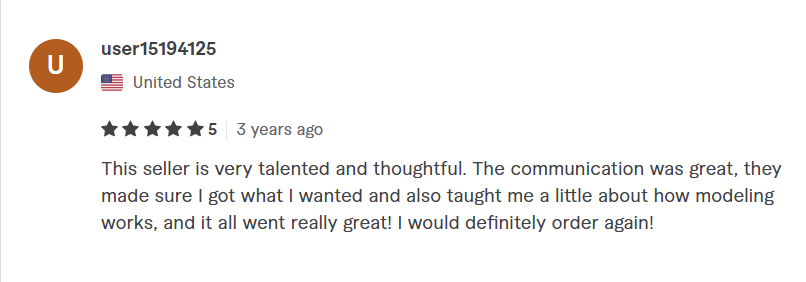 U
user15194125
United States
5 | 3 years ago
This seller is very talented and thoughtful. The communication was great, they
made sure I got what I wanted and also taught me a little about how modeling
works, and it all went really great! I would definitely order again!